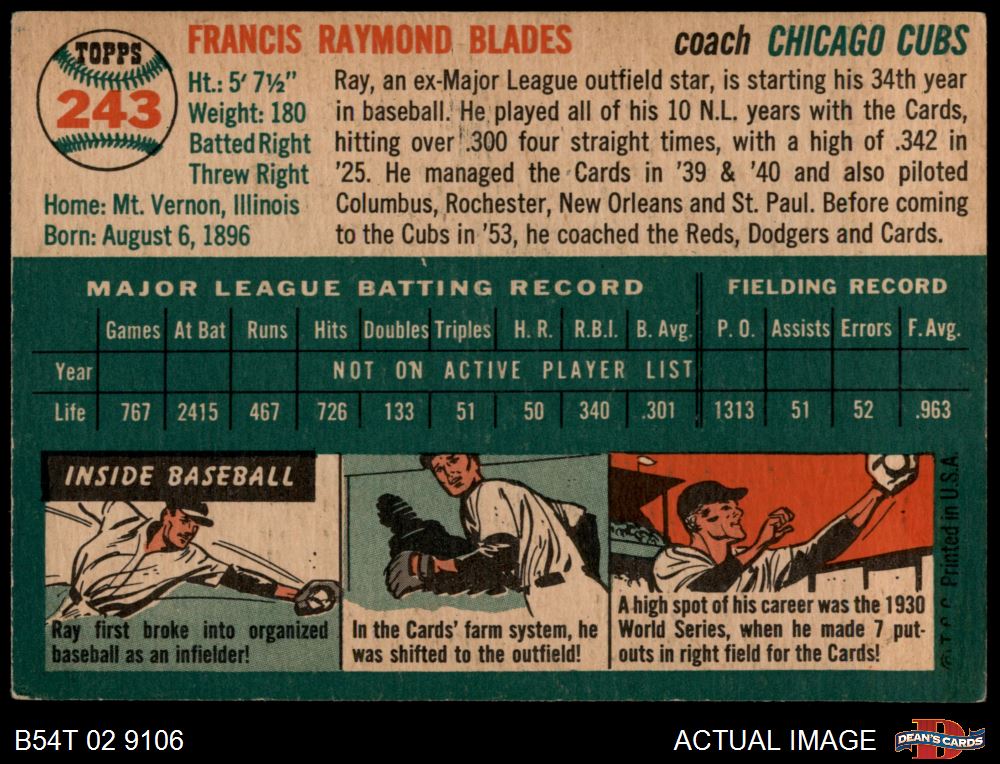 TOPPS
243
FRANCIS RAYMOND BLADES
coach CHICAGO CUBS
Ht.: 5' 7½"
Weight: 180
Batted Right
Threw Right
Home: Mt. Vernon, Illinois
Born: August 6, 1896
Ray, an ex-Major League outfield star, is starting his 34th year
in baseball. He played all of his 10 N.L. years with the Cards,
hitting over .300 four straight times, with a high of .342 in
'25. He managed the Cards in '39 & '40 and also piloted
Columbus, Rochester, New Orleans and St. Paul. Before coming
to the Cubs in '53, he coached the Reds, Dodgers and Cards.
MAJOR LEAGUE BATTING RECORD FIELDING RECORD
Games At Bat Runs Hits Doubles Triples H. R. R.B.I. B. Avg. P. O. Assists Errors F. Avg.
Year NOT ON ACTIVE PLAYER LIST
Life 767 2415 467 726 133 51 50 340 .301 1313 51 52 .963
INSIDE BASEBALL
Ray first broke into organized
baseball as an infielder!
In the Cards' farm system, he
was shifted to the outfield!
A high spot of his career was the 1930
World Series, when he made 7 put-
outs in right field for the Cards!
© T. C. G. Printed in U.S.A.
B54T 02 9106
ACTUAL IMAGE
DEAN'S CARDS